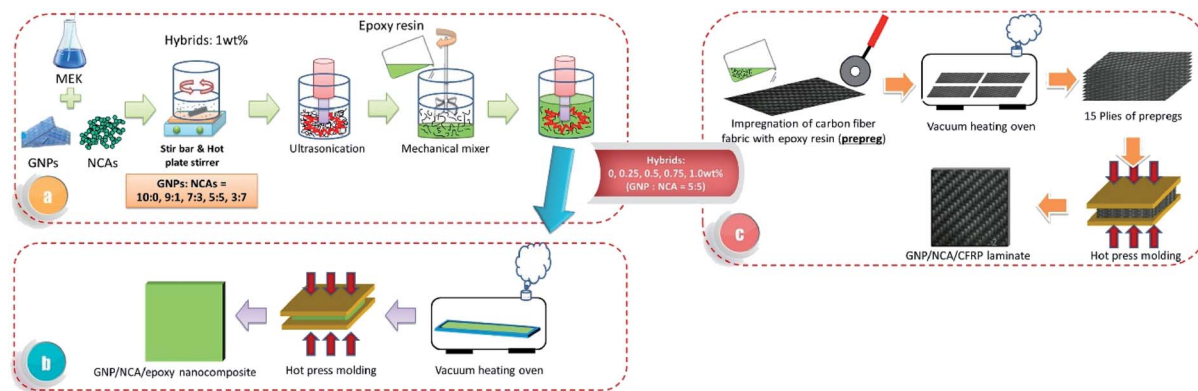 MEK
GNPs
NCAs
Hybrids: 1wt%
Stir bar & Hot
plate stirrer
GNPs: NCAs =
10:0, 9:1, 7:3, 5:5, 3:7
Ultrasonication
Epoxy resin
Mechanical mixer
a
Hybrids:
0, 0.25, 0.5, 0.75, 1.0wt%
(GNP : NCA = 5:5)
GNP/NCA/epoxy nanocomposite
Hot press molding
Vacuum heating oven
b
Impregnation of carbon fiber
fabric with epoxy resin (prepreg)
Vacuum heating oven
15 Plies of prepregs
GNP/NCA/CFRP laminate
Hot press molding
c